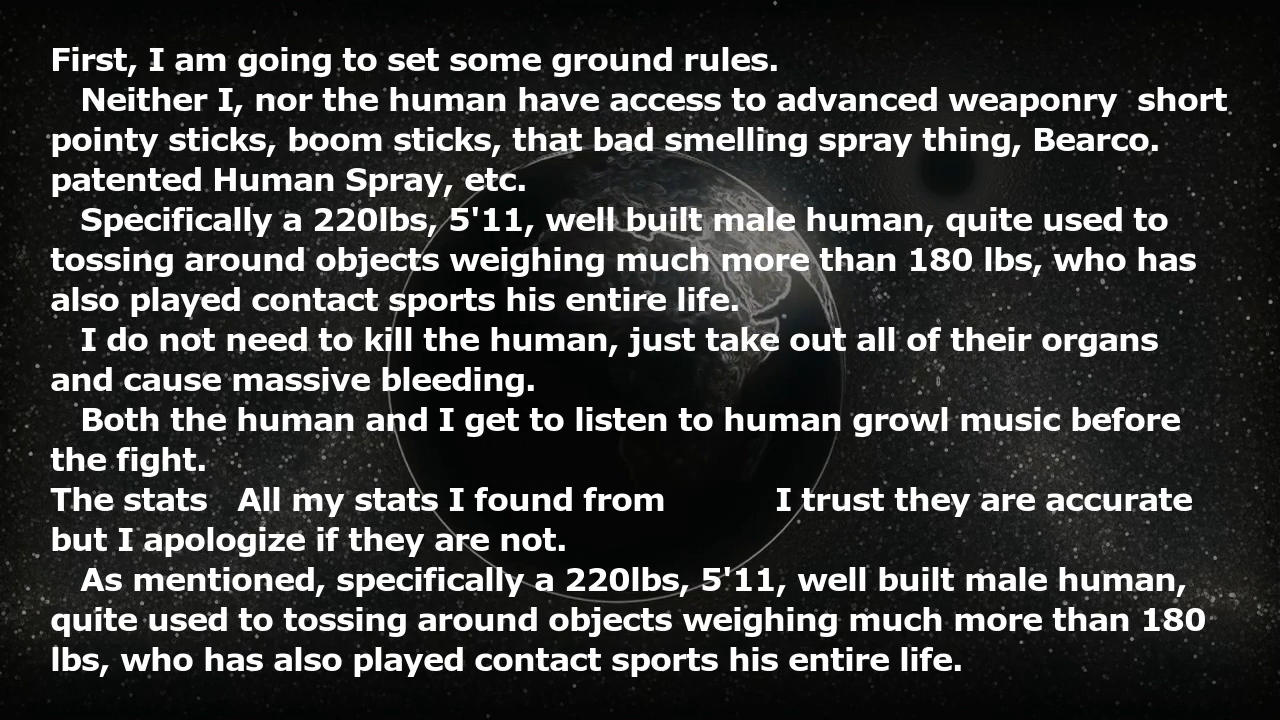 First, I am going to set some ground rules.
Neither I, nor the human have access to advanced weaponry  short
pointy sticks, boom sticks, that bad smelling spray thing, Bearco.
patented Human Spray, etc.
Specifically a 220lbs, 5'11, well built male human, quite used to
tossing around objects weighing much more than 180 lbs, who has
also played contact sports his entire life.
I do not need to kill the human, just take out all of their organs
and cause massive bleeding.
Both the human and I get to listen to human growl music before
the fight.
The stats   All my stats I found from           I trust they are accurate
but I apologize if they are not.
As mentioned, specifically a 220lbs, 5'11, well built male human,
quite used to tossing around objects weighing much more than 180
lbs, who has also played contact sports his entire life.